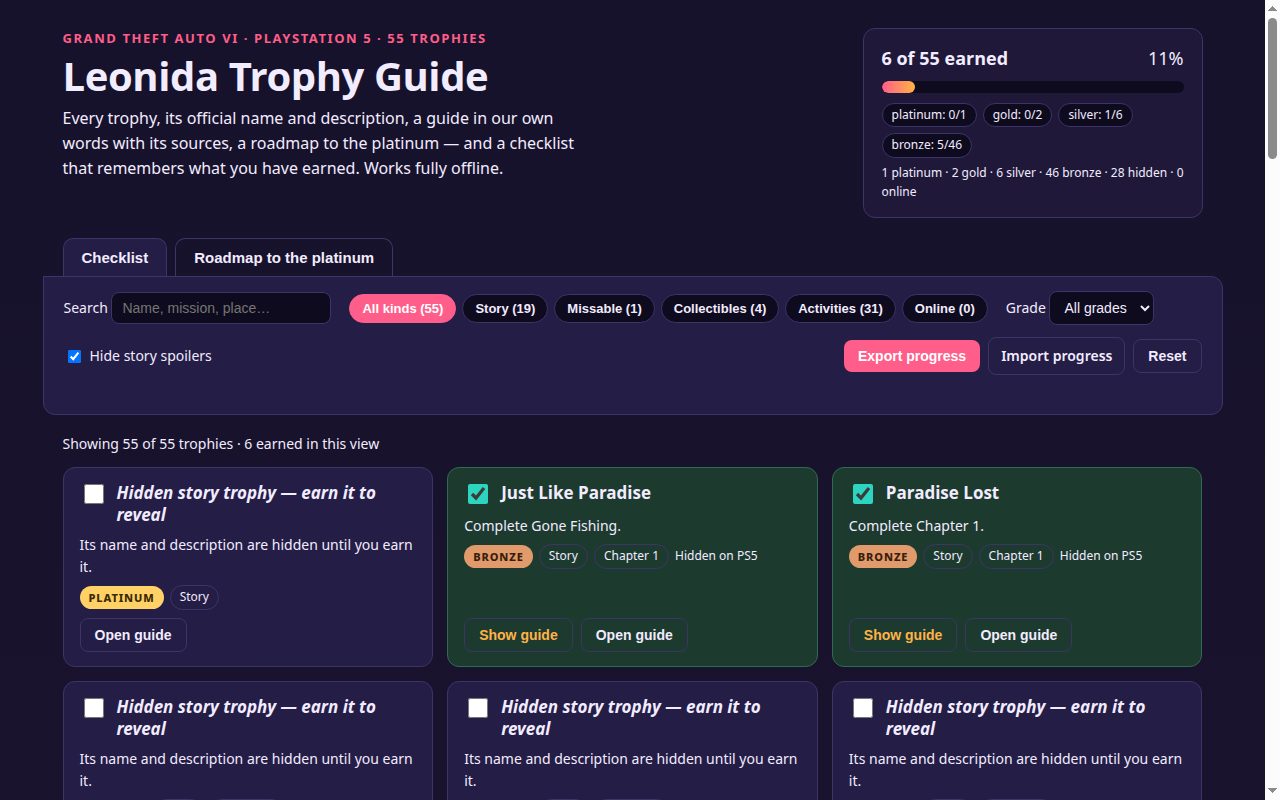 GRAND THEFT AUTO VI · PLAYSTATION 5 · 55 TROPHIES
Leonida Trophy Guide
Every trophy, its official name and description, a guide in our own
words with its sources, a roadmap to the platinum — and a checklist
that remembers what you have earned. Works fully offline.
6 of 55 earned 11%
platinum: 0/1 gold: 0/2 silver: 1/6
bronze: 5/46
1 platinum · 2 gold · 6 silver · 46 bronze · 28 hidden · 0
online
Checklist Roadmap to the platinum
Search Name, mission, place… All kinds (55) Story (19) Missable (1) Collectibles (4) Activities (31) Online (0) Grade All grades
Hide story spoilers Export progress Import progress Reset
Showing 55 of 55 trophies · 6 earned in this view
Hidden story trophy — earn it to
reveal
Its name and description are hidden until you earn
it.
PLATINUM Story
Open guide
Just Like Paradise
Complete Gone Fishing.
BRONZE Story Chapter 1 Hidden on PS5
Show guide Open guide
Paradise Lost
Complete Chapter 1.
BRONZE Story Chapter 1 Hidden on PS5
Show guide Open guide
Hidden story trophy — earn it to
reveal
Its name and description are hidden until you earn
it.
Hidden story trophy — earn it to
reveal
Its name and description are hidden until you earn
it.
Hidden story trophy — earn it to
reveal
Its name and description are hidden until you earn
it.